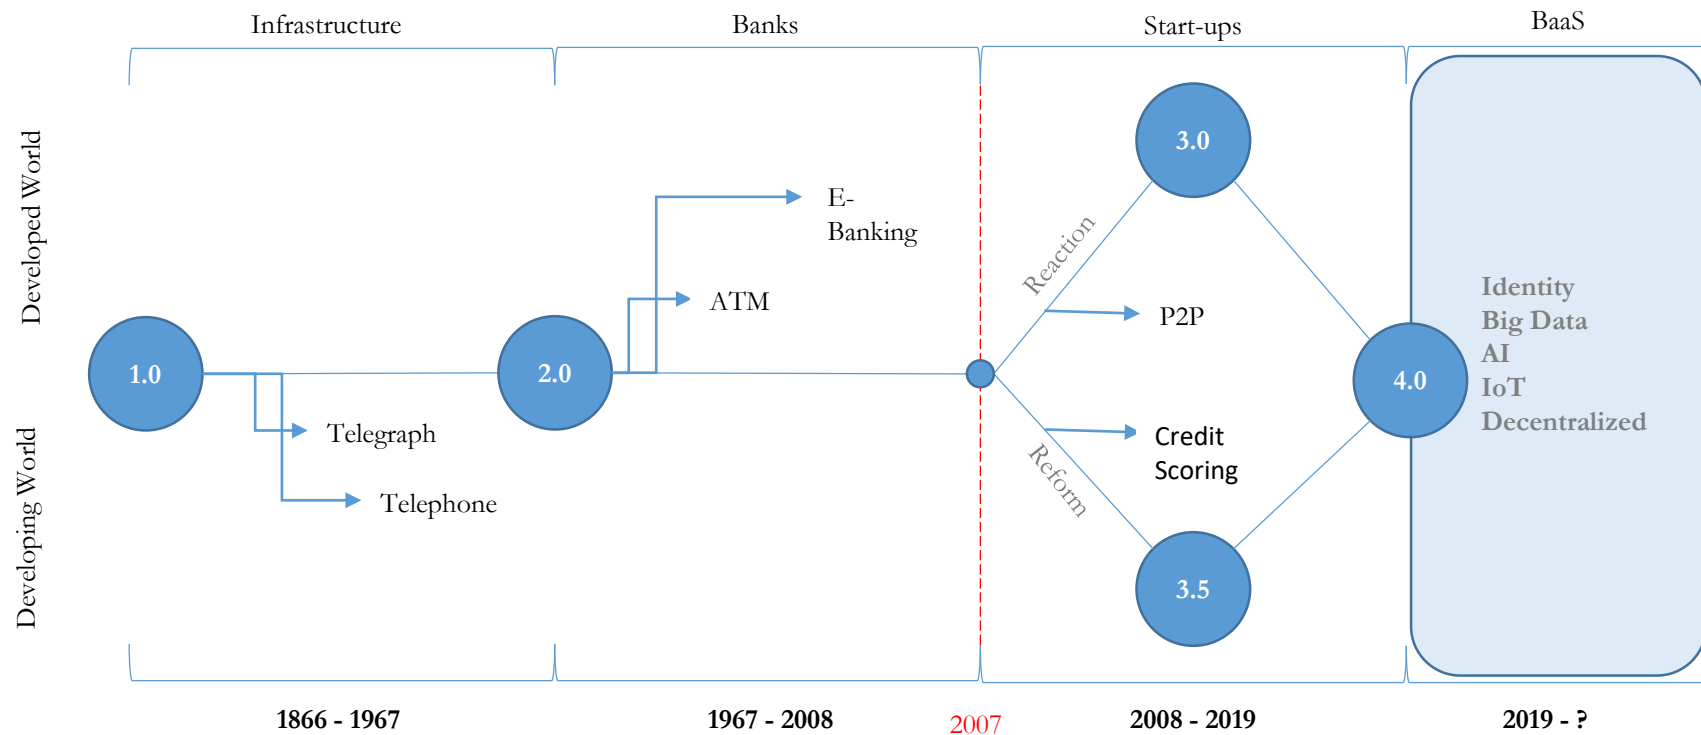 Infrastructure
Banks
Start-ups
BaaS
Developed World
Developing World
1.0
Telegraph
Telephone
2.0
E-
Banking
ATM
3.0
Reaction
P2P
Credit
Scoring
Reform
3.5
4.0
Identity
Big Data
AI
IoT
Decentralized
1866 - 1967
1967 - 2008
2007
2008 - 2019
2019 - ?